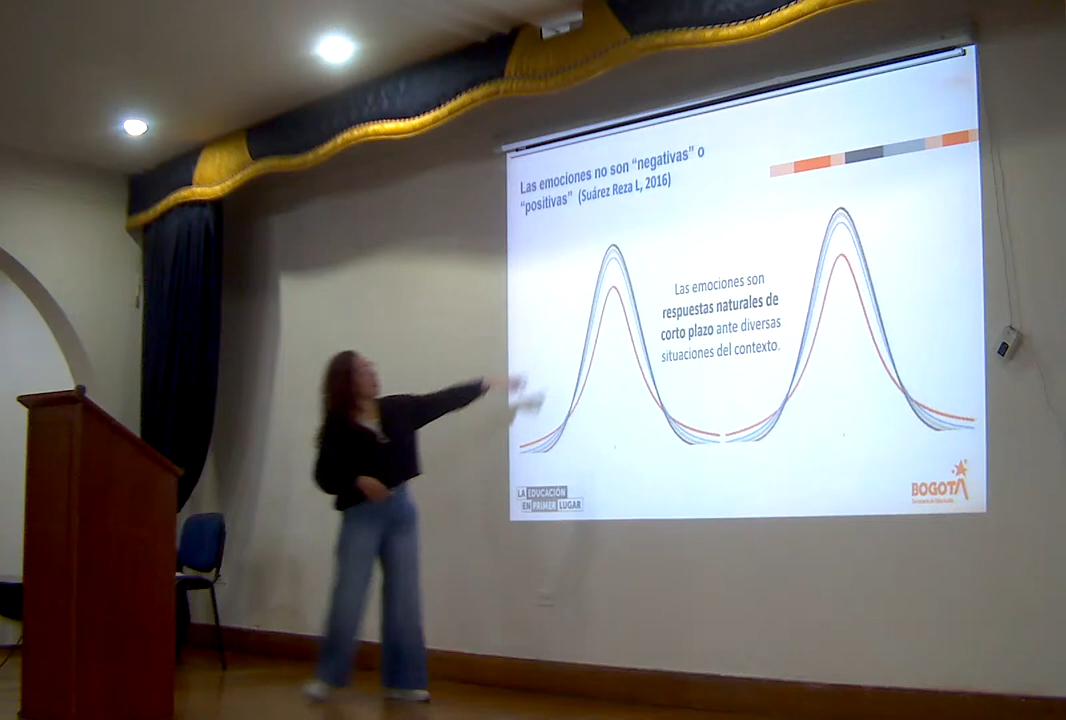 Las emociones no son “negativas” o
“positivas” (Suárez Reza L, 2016)
Las emociones son
respuestas naturales de
corto plazo ante diversas
situaciones del contexto.
LA EDUCACIÓN
EN PRIMER LUGAR
BOGOTÁ